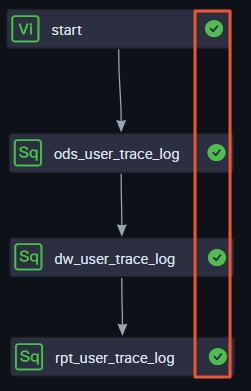 Vi start
Sq ods_user_trace_log
Sq dw_user_trace_log
Sq rpt_user_trace_log